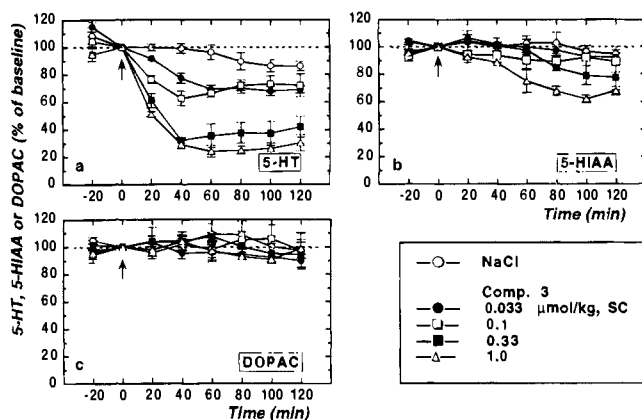 5-HT, 5-HIAA or DOPAC (% of baseline)
120
100
80
60
40
20
0
a
5-HT
-20 0 20 40 60 80 100 120
120
100
80
60
40
20
0
b
5-HIAA
-20 0 20 40 60 80 100 120
Time (min)
120
100
80
60
40
20
0
c
DOPAC
-20 0 20 40 60 80 100 120
Time (min)
NaCl
Comp. 3
0.033 µmol/kg, SC
0.1
0.33
1.0